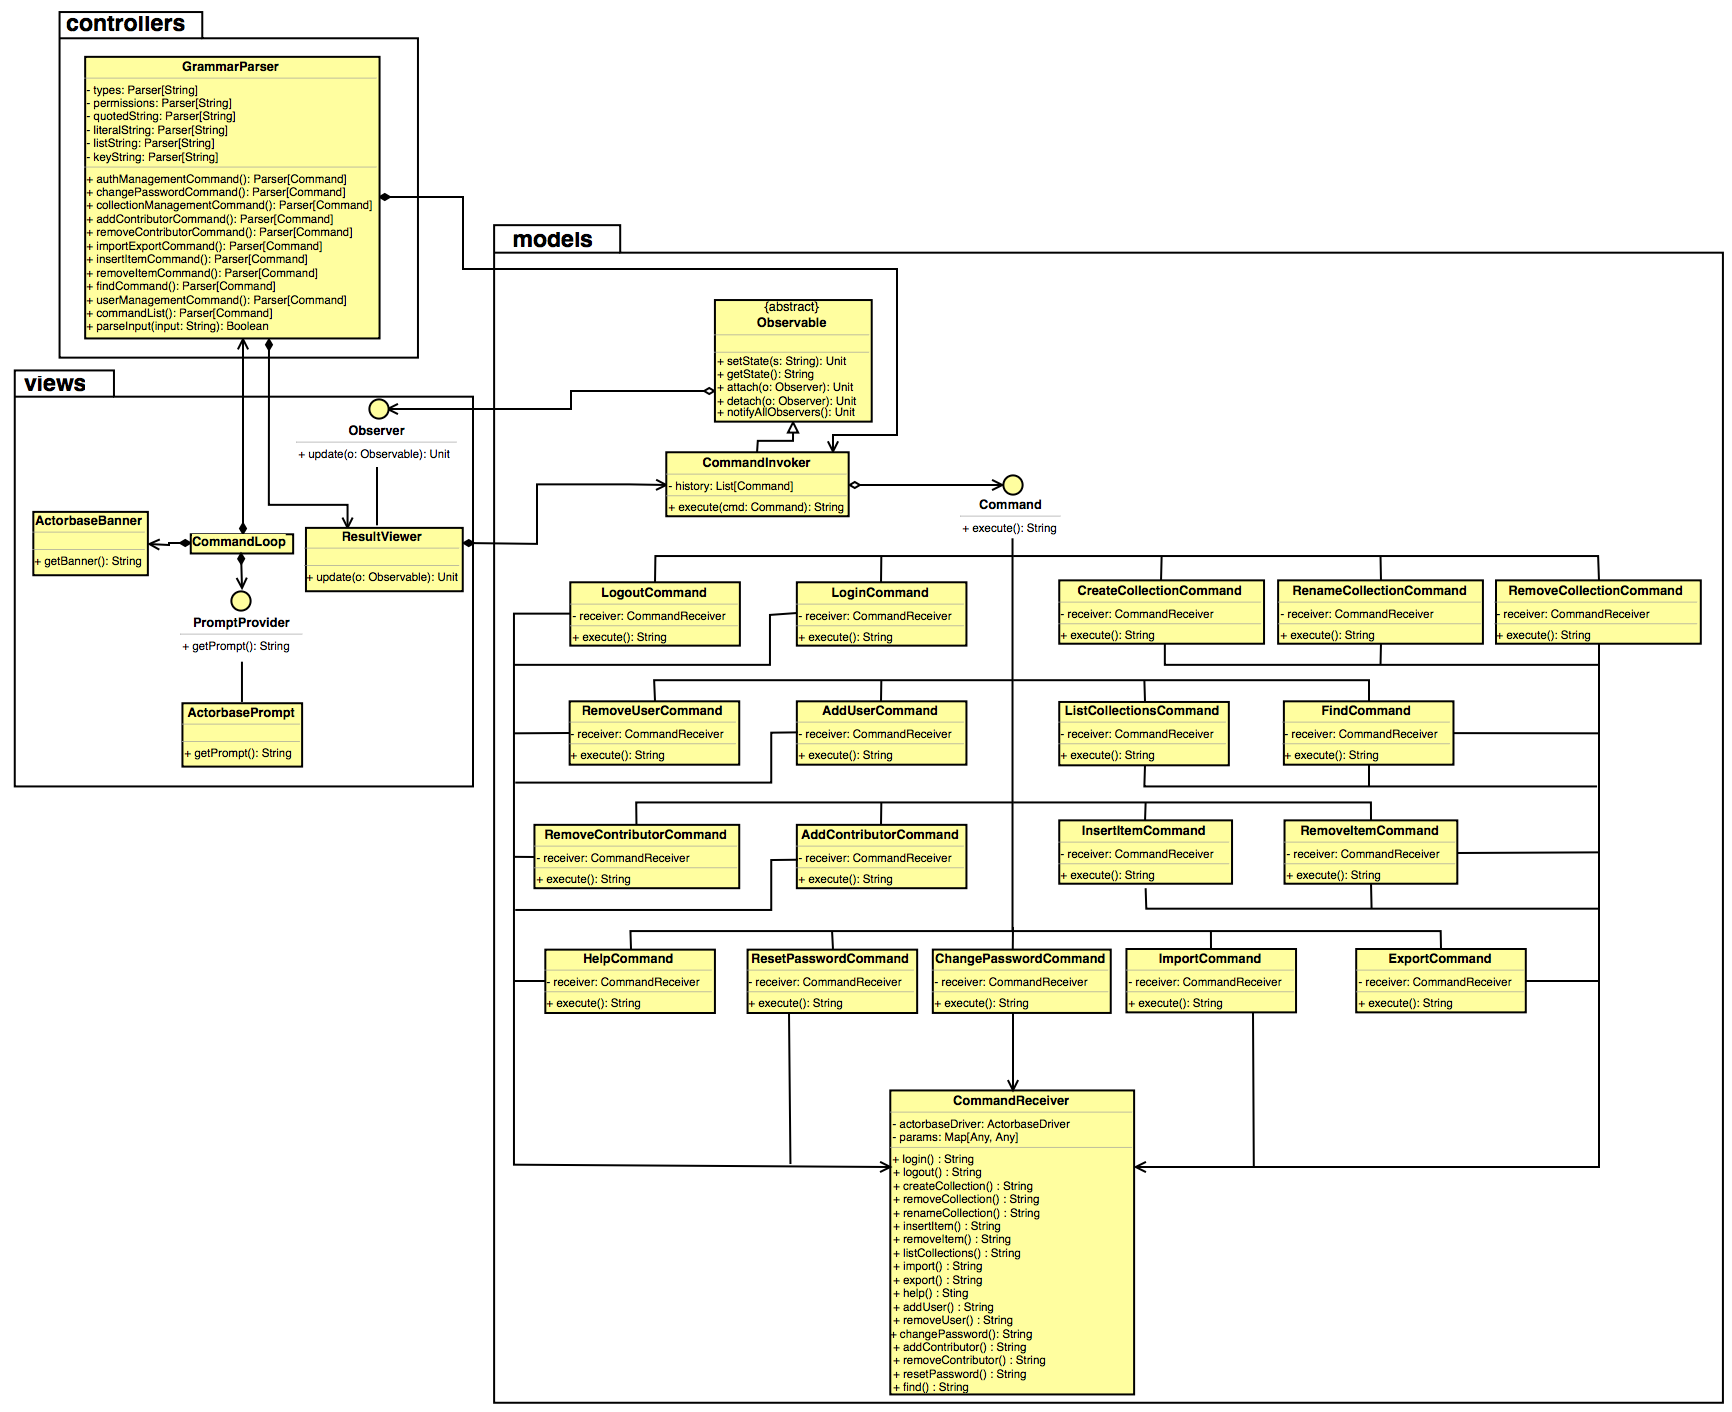 controllers
GrammarParser
- types: Parser[String]
- permissions: Parser[String]
- quotedString: Parser[String]
- literalString: Parser[String]
- listString: Parser[String]
- keyString: Parser[String]
+ authManagementCommand(): Parser[Command]
+ changePasswordCommand(): Parser[Command]
+ collectionManagementCommand(): Parser[Command]
+ addContributorCommand(): Parser[Command]
+ removeContributorCommand(): Parser[Command]
+ importExportCommand(): Parser[Command]
+ insertItemCommand(): Parser[Command]
+ removeItemCommand(): Parser[Command]
+ findCommand(): Parser[Command]
+ userManagementCommand(): Parser[Command]
+ commandList(): Parser[Command]
+ parseInput(input: String): Boolean
views
Observer
+ update(o: Observable): Unit
ActorbaseBanner
+ getBanner(): String
CommandLoop
ResultViewer
+ update(o: Observable): Unit
PromptProvider
+ getPrompt(): String
ActorbasePrompt
+ getPrompt(): String
models
{abstract}
Observable
+ setState(s: String): Unit
+ getState(): String
+ attach(o: Observer): Unit
+ detach(o: Observer): Unit
+ notifyAllObservers(): Unit
CommandInvoker
- history: List[Command]
+ execute(cmd: Command): String
Command
+ execute(): String
LogoutCommand
- receiver: CommandReceiver
+ execute(): String
LoginCommand
- receiver: CommandReceiver
+ execute(): String
CreateCollectionCommand
- receiver: CommandReceiver
+ execute(): String
RenameCollectionCommand
- receiver: CommandReceiver
+ execute(): String
RemoveCollectionCommand
- receiver: CommandReceiver
+ execute(): String
RemoveUserCommand
- receiver: CommandReceiver
+ execute(): String
AddUserCommand
- receiver: CommandReceiver
+ execute(): String
ListCollectionsCommand
- receiver: CommandReceiver
+ execute(): String
FindCommand
- receiver: CommandReceiver
+ execute(): String
RemoveContributorCommand
- receiver: CommandReceiver
+ execute(): String
AddContributorCommand
- receiver: CommandReceiver
+ execute(): String
InsertItemCommand
- receiver: CommandReceiver
+ execute(): String
RemoveItemCommand
- receiver: CommandReceiver
+ execute(): String
HelpCommand
- receiver: CommandReceiver
+ execute(): String
ResetPasswordCommand
- receiver: CommandReceiver
+ execute(): String
ChangePasswordCommand
- receiver: CommandReceiver
+ execute(): String
ImportCommand
- receiver: CommandReceiver
+ execute(): String
ExportCommand
- receiver: CommandReceiver
+ execute(): String
CommandReceiver
- actorbaseDriver: ActorbaseDriver
- params: Map[Any, Any]
+ login() : String
+ logout() : String
+ createCollection() : String
+ removeCollection() : String
+ renameCollection() : String
+ insertItem() : String
+ removeItem() : String
+ listCollections() : String
+ import() : String
+ export() : String
+ help() : Sting
+ addUser() : String
+ removeUser() : String
+ changePassword(): String
+ addContributor() : String
+ removeContributor() : String
+ resetPassword() : String
+ find() : String